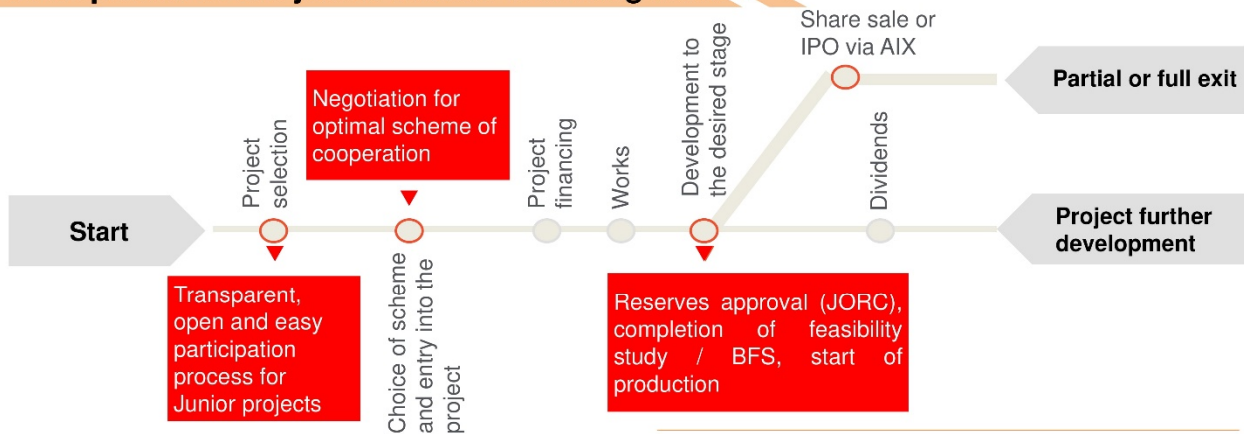 Share sale or
IPO via AIX
Partial or full exit
Negotiation for
optimal scheme of
cooperation
Project
selection
Project
financing
Works
Development to
the desired stage
Dividends
Start
Project further
development
Transparent,
open and easy
participation
process for
Junior projects
Choice of scheme
and entry into the
project
Reserves approval (JORC),
completion of feasibility
study / BFS, start of
production